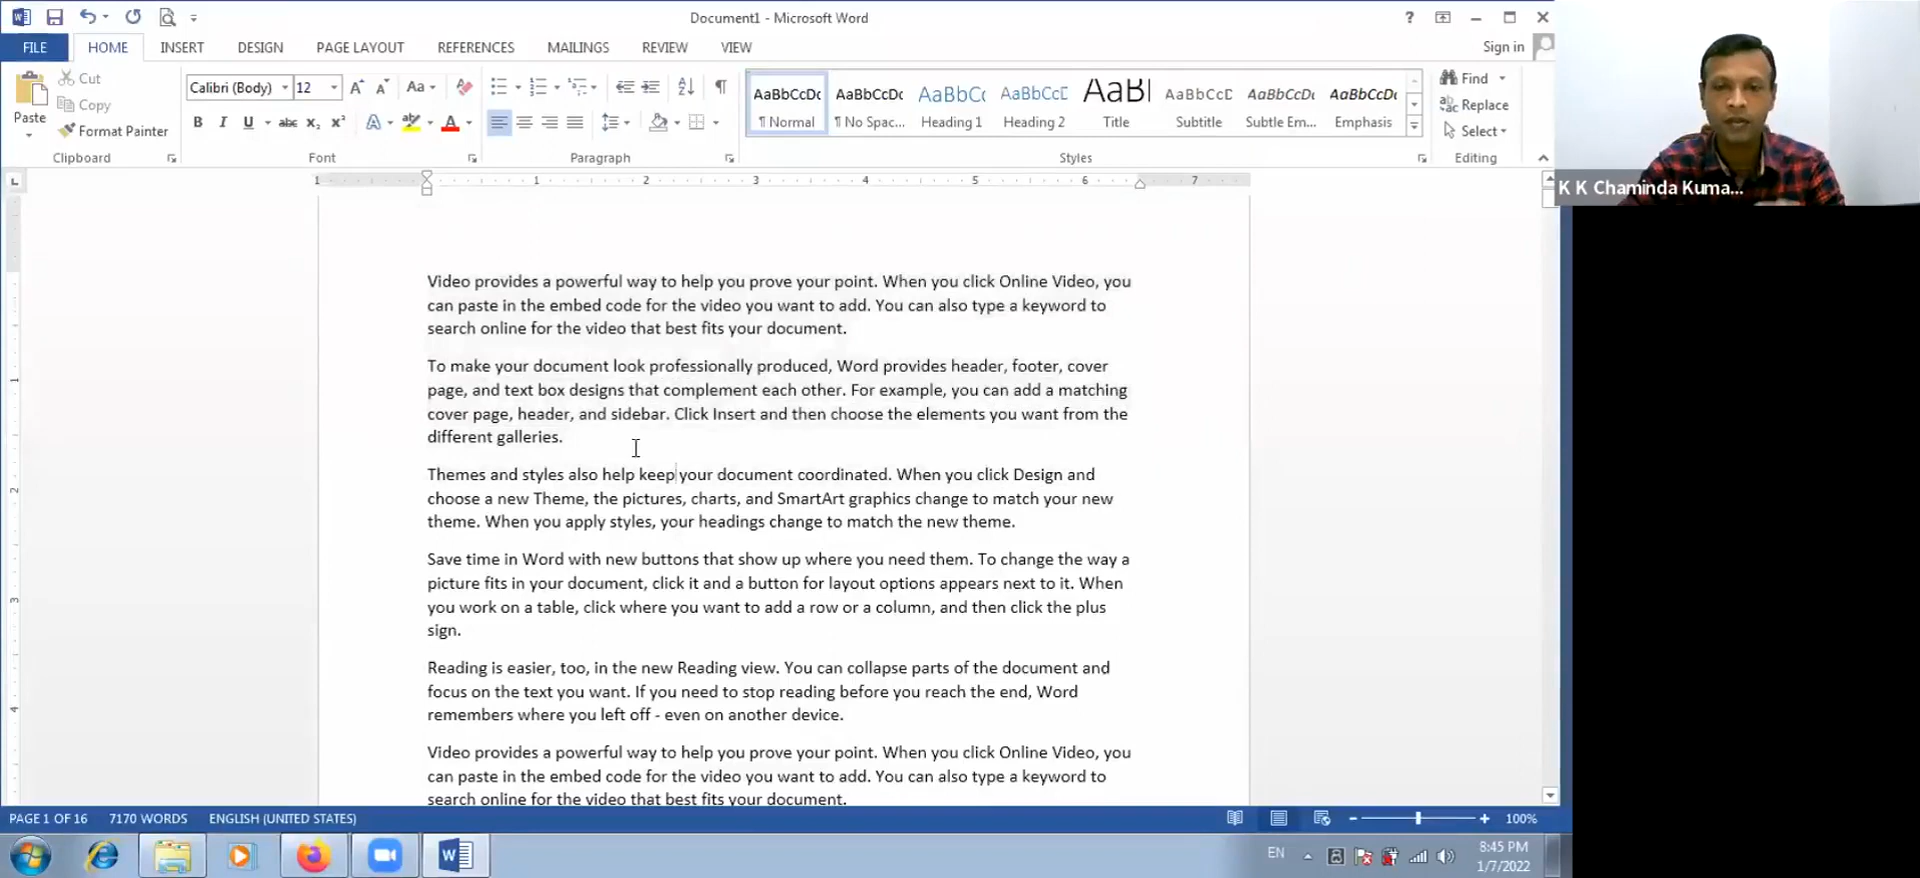 Document1 - Microsoft Word
?
FILE HOME INSERT DESIGN PAGE LAYOUT REFERENCES MAILINGS REVIEW VIEW
Sign in
Paste
Cut
Copy
Format Painter
Clipboard
Calibri (Body) 12 Aa
B I U abc X₂ X² A A
Font
Paragraph
AaBbCcDc AaBbCcDc AaBbCc AaBbCcD AaBl AaBbCcD AaBbCcDc AaBbCcDc
¶ Normal ¶ No Spac... Heading 1 Heading 2 Title Subtitle Subtle Em... Emphasis
Styles
Find
Replace
Select
Editing
K K Chaminda Kuma...
1 1 2 3 4 5 6 7
Video provides a powerful way to help you prove your point. When you click Online Video, you
can paste in the embed code for the video you want to add. You can also type a keyword to
search online for the video that best fits your document.
To make your document look professionally produced, Word provides header, footer, cover
page, and text box designs that complement each other. For example, you can add a matching
cover page, header, and sidebar. Click Insert and then choose the elements you want from the
different galleries.
Themes and styles also help keep your document coordinated. When you click Design and
choose a new Theme, the pictures, charts, and SmartArt graphics change to match your new
theme. When you apply styles, your headings change to match the new theme.
Save time in Word with new buttons that show up where you need them. To change the way a
picture fits in your document, click it and a button for layout options appears next to it. When
you work on a table, click where you want to add a row or a column, and then click the plus
sign.
Reading is easier, too, in the new Reading view. You can collapse parts of the document and
focus on the text you want. If you need to stop reading before you reach the end, Word
remembers where you left off - even on another device.
Video provides a powerful way to help you prove your point. When you click Online Video, you
can paste in the embed code for the video you want to add. You can also type a keyword to
search online for the video that best fits your document.
1
2
3
4
PAGE 1 OF 16 7170 WORDS ENGLISH (UNITED STATES) 100%
EN
8:45 PM
1/7/2022